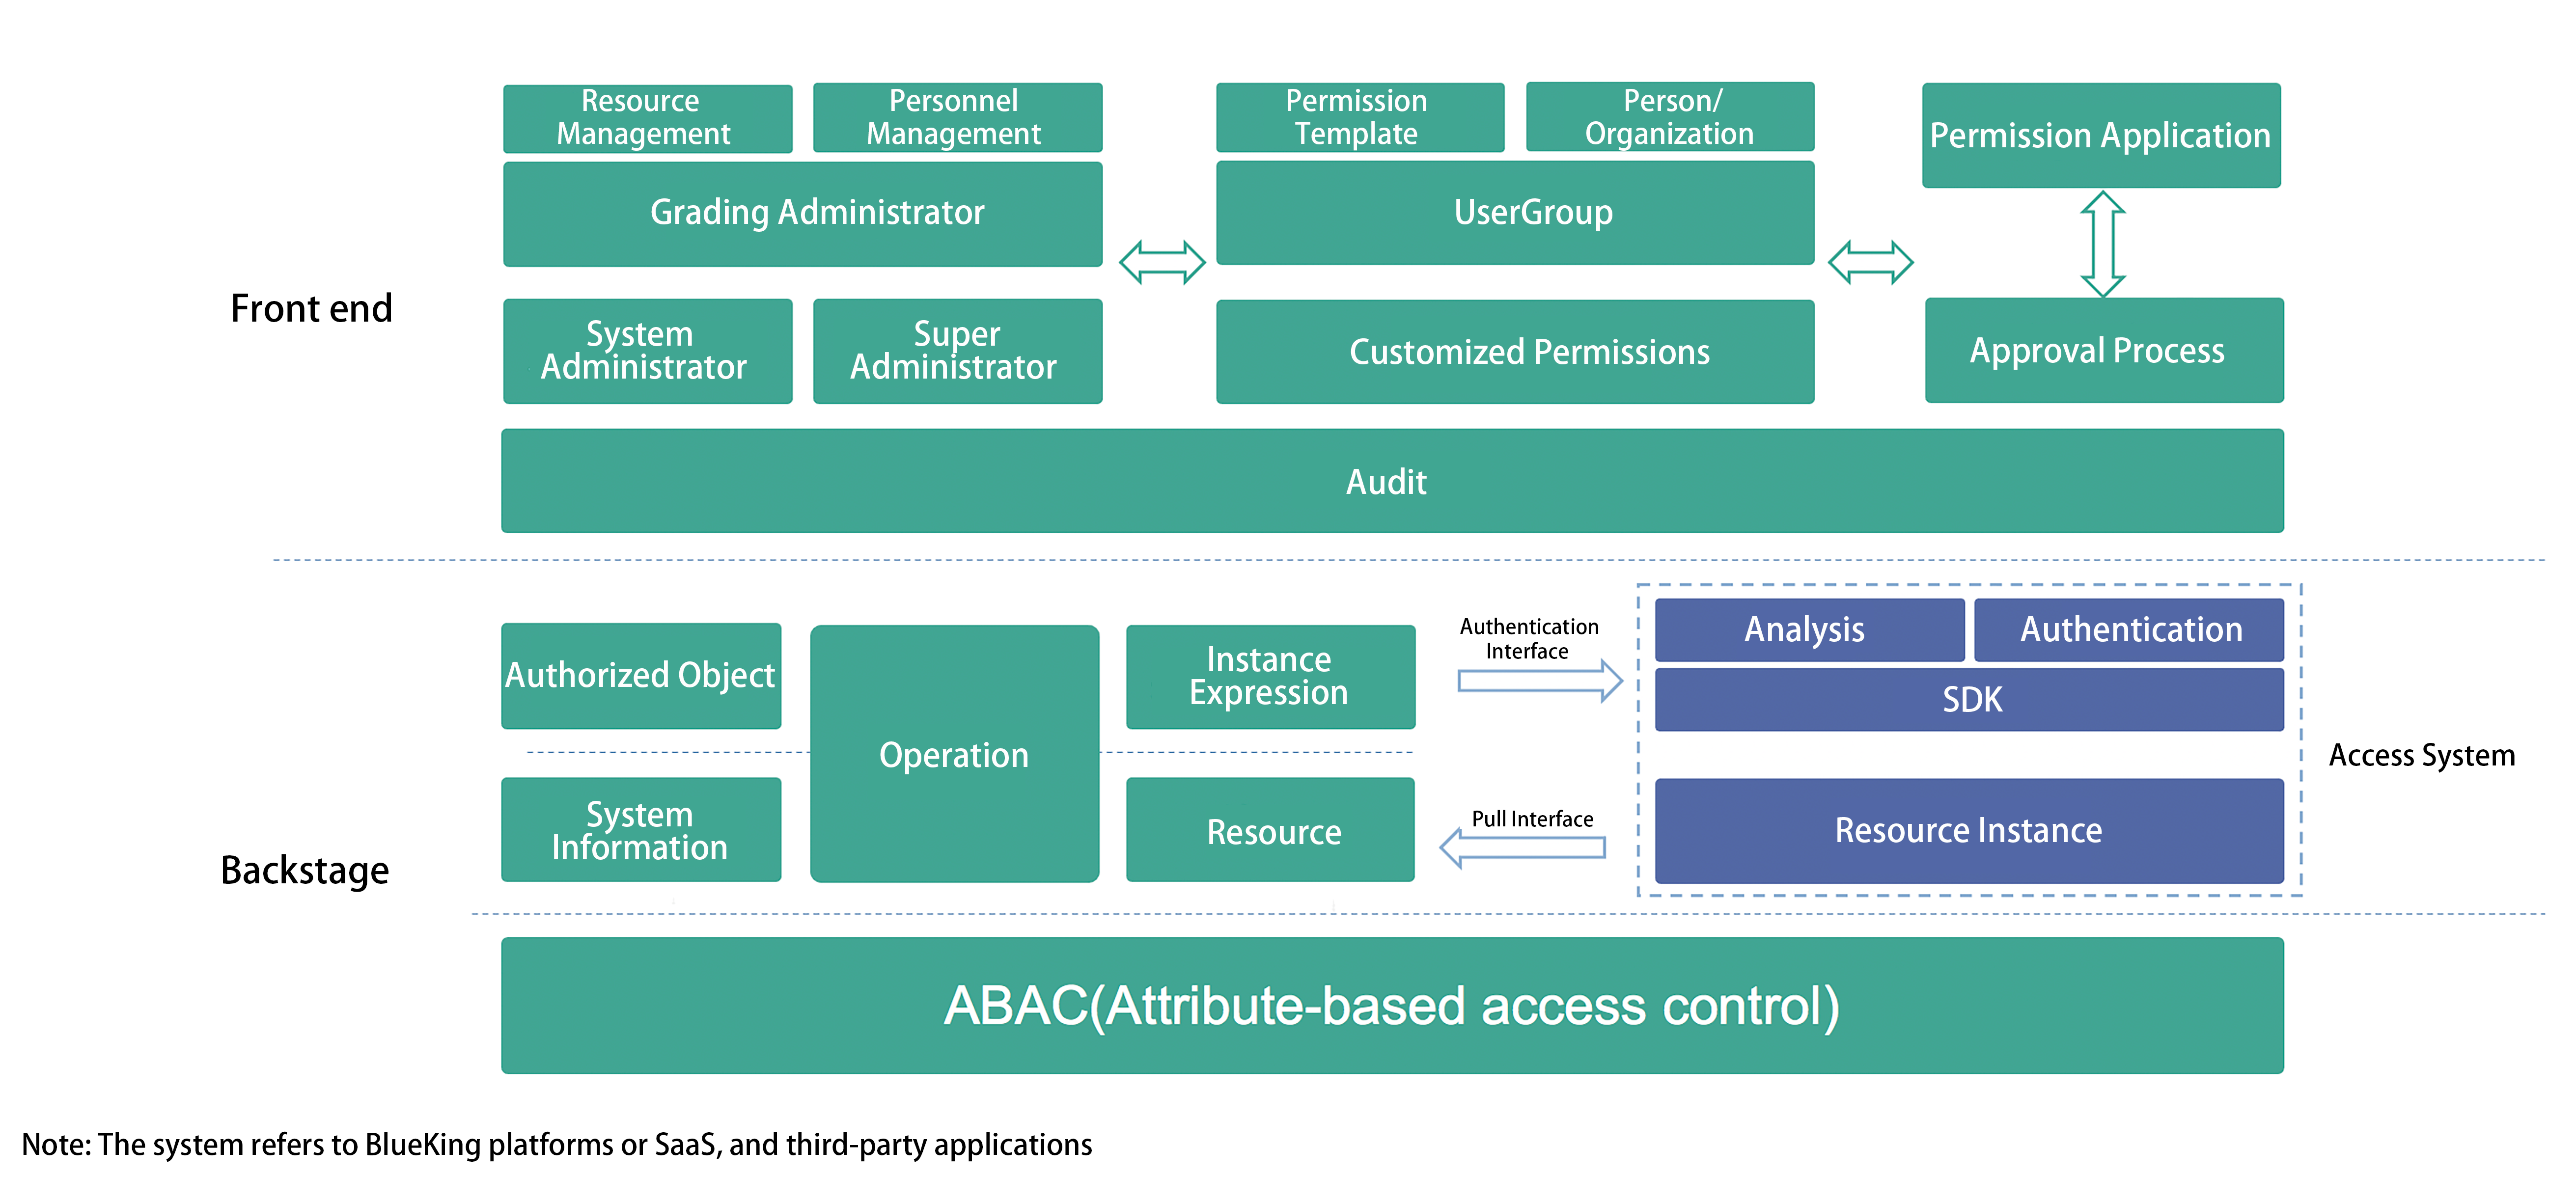 Resource
Management
Personnel
Management
Permission
Template
Person/
Organization
Permission Application
Grading Administrator
UserGroup
Front end
System
Administrator
Super
Administrator
Customized Permissions
Approval Process
Audit
Authorized Object
Operation
Instance
Expression
Authentication
Interface
Analysis
Authentication
SDK
Access System
System
Information
Resource
Pull Interface
Resource Instance
Backstage
ABAC(Attribute-based access control)
Note: The system refers to BlueKing platforms or SaaS, and third-party applications